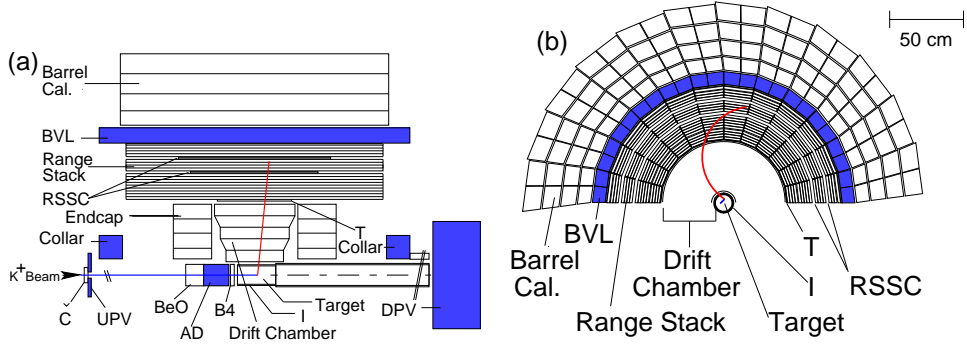 (a)
Barrel
Cal.
BVL
Range
Stack
RSSC
Endcap
T
Collar
Collar
K+ Beam
Č
UPV
BeO
AD
B4
Drift Chamber
I
Target
DPV
(b)
50 cm
BVL
Barrel
Cal.
Drift
Chamber
Range Stack
T
I
RSSC
Target